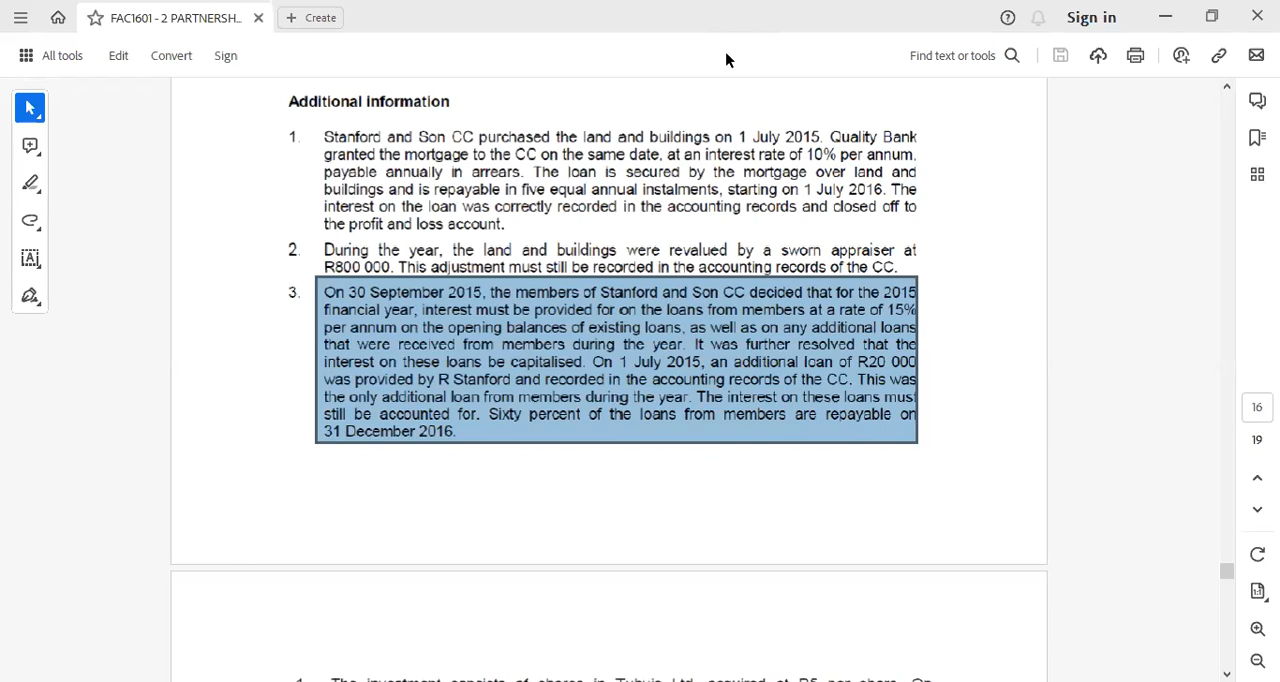 FAC1601 - 2 PARTNERSH...
Create
Sign in
All tools
Edit
Convert
Sign
Find text or tools
Additional information
1. Stanford and Son CC purchased the land and buildings on 1 July 2015. Quality Bank
granted the mortgage to the CC on the same date, at an interest rate of 10% per annum,
payable annually in arrears. The loan is secured by the mortgage over land and
buildings and is repayable in five equal annual instalments, starting on 1 July 2016. The
interest on the loan was correctly recorded in the accounting records and closed off to
the profit and loss account.
2. During the year, the land and buildings were revalued by a sworn appraiser at
R800 000. This adjustment must still be recorded in the accounting records of the CC.
3. On 30 September 2015, the members of Stanford and Son CC decided that for the 2015
financial year, interest must be provided for on the loans from members at a rate of 15%
per annum on the opening balances of existing loans, as well as on any additional loans
that were received from members during the year. It was further resolved that the
interest on these loans be capitalised. On 1 July 2015, an additional loan of R20 000
was provided by R Stanford and recorded in the accounting records of the CC. This was
the only additional loan from members during the year. The interest on these loans must
still be accounted for. Sixty percent of the loans from members are repayable on
31 December 2016.
16
19
The investment consists of shares in Ltd, acquired at R5 per share. On